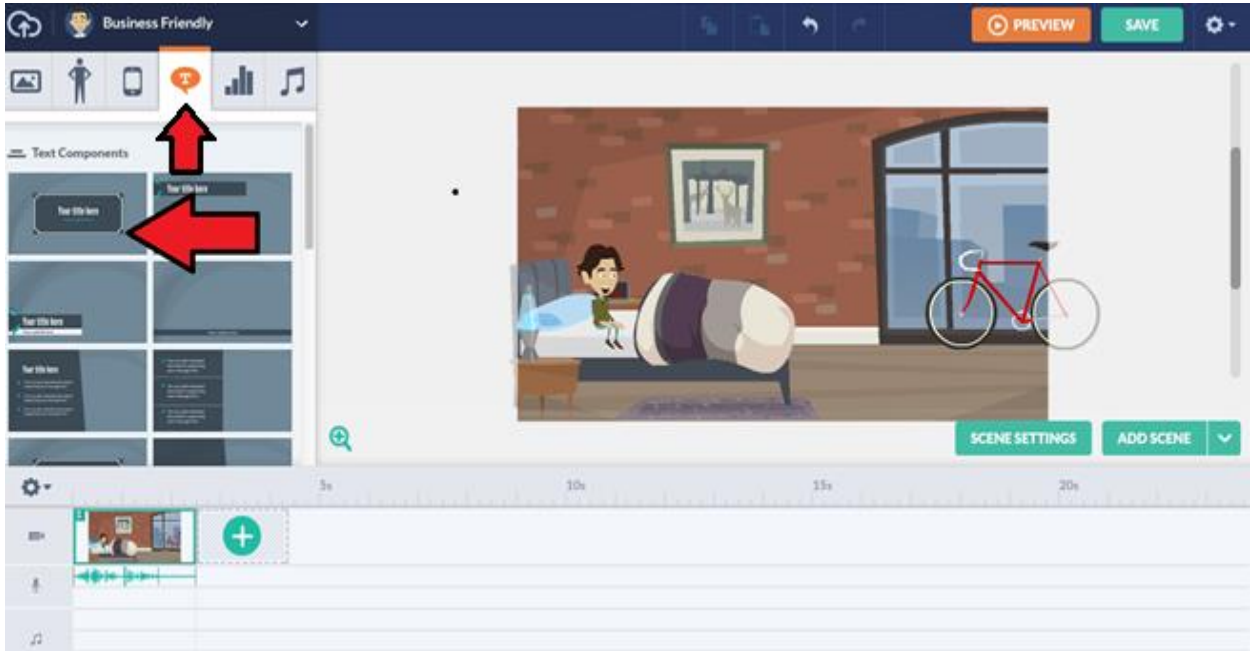 Business Friendly
PREVIEW
SAVE
T
Text Components
Your title here
Your title here
Your title here
Your title here
SCENE SETTINGS
ADD SCENE
5s
10s
15s
20s
1